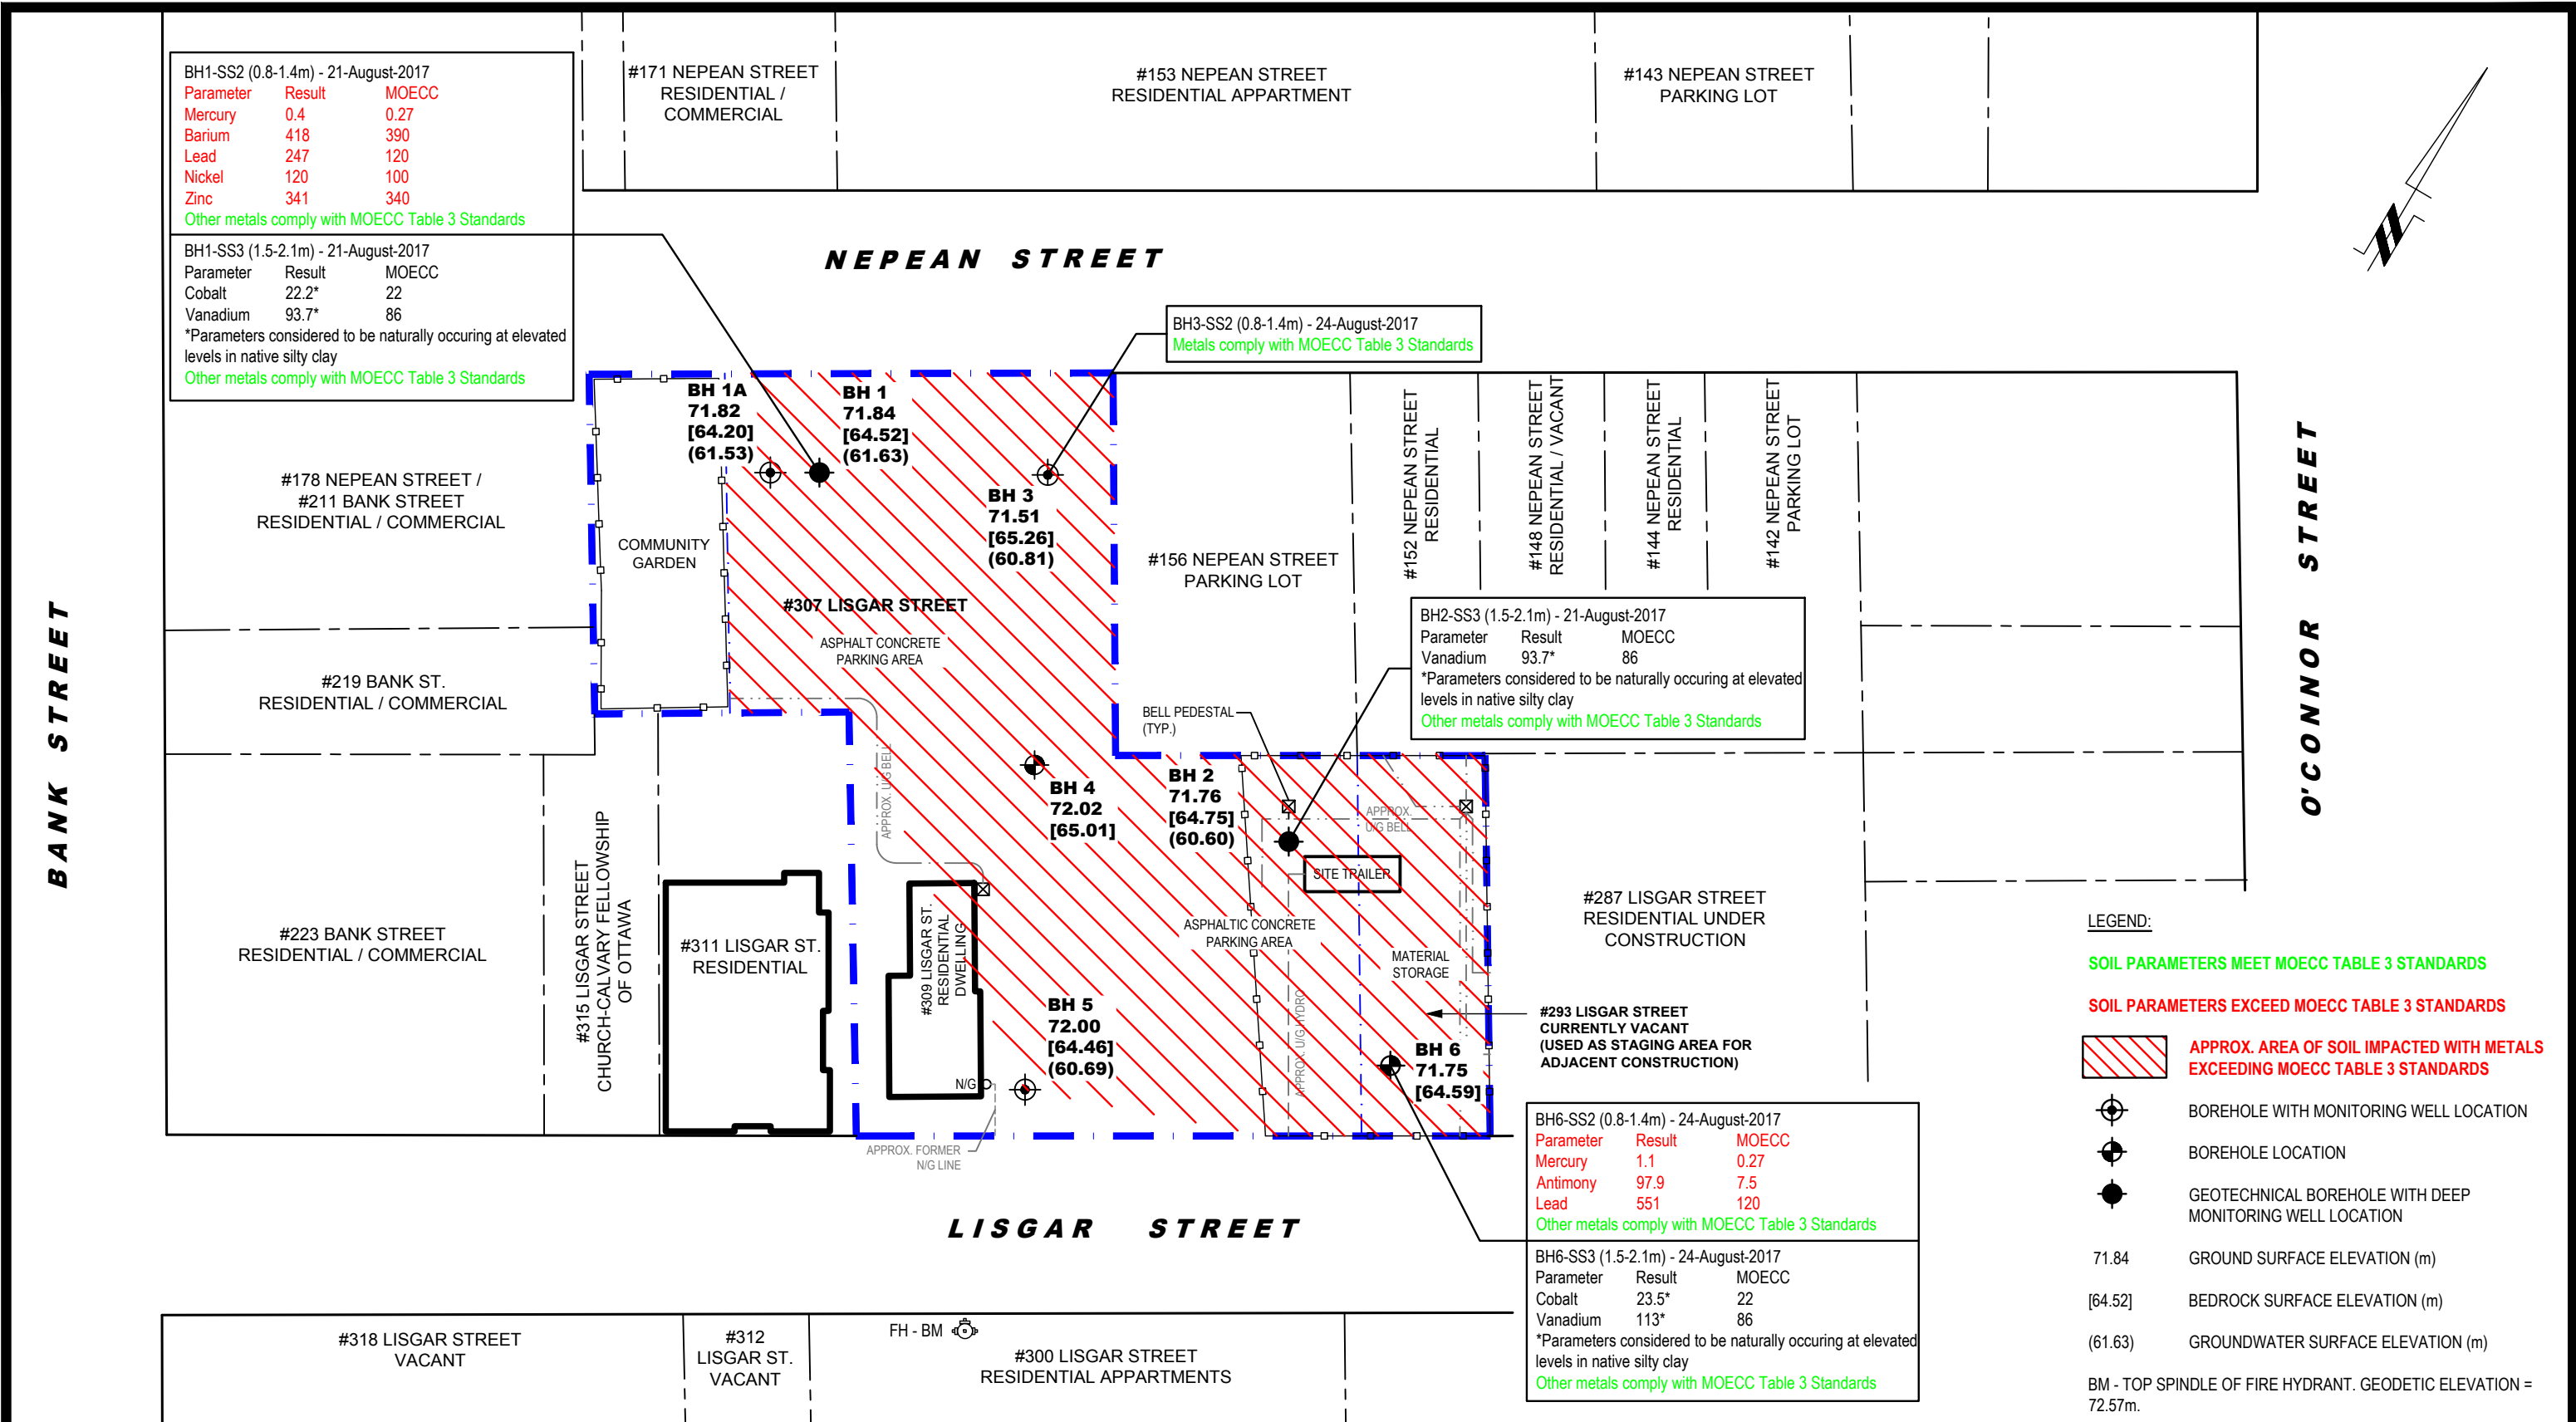 BH1-SS2 (0.8-1.4m) - 21-August-2017
Parameter Result MOECC
Mercury 0.4 0.27
Barium 418 390
Lead 247 120
Nickel 120 100
Zinc 341 340
Other metals comply with MOECC Table 3 Standards
BH1-SS3 (1.5-2.1m) - 21-August-2017
Parameter Result MOECC
Cobalt 22.2* 22
Vanadium 93.7* 86
*Parameters considered to be naturally occuring at elevated
levels in native silty clay
Other metals comply with MOECC Table 3 Standards
#171 NEPEAN STREET
RESIDENTIAL /
COMMERCIAL
#153 NEPEAN STREET
RESIDENTIAL APPARTMENT
#143 NEPEAN STREET
PARKING LOT
NEPEAN STREET
BH3-SS2 (0.8-1.4m) - 24-August-2017
Metals comply with MOECC Table 3 Standards
BH 1A
71.82
[64.20]
(61.53)
BH 1
71.84
[64.52]
(61.63)
BH 3
71.51
[65.26]
(60.81)
#178 NEPEAN STREET /
#211 BANK STREET
RESIDENTIAL / COMMERCIAL
COMMUNITY
GARDEN
#307 LISGAR STREET
ASPHALT CONCRETE
PARKING AREA
#156 NEPEAN STREET
PARKING LOT
#152 NEPEAN STREET
RESIDENTIAL
#148 NEPEAN STREET
RESIDENTIAL / VACANT
#144 NEPEAN STREET
RESIDENTIAL
#142 NEPEAN STREET
PARKING LOT
O'CONNOR STREET
BANK STREET
#219 BANK ST.
RESIDENTIAL / COMMERCIAL
BH2-SS3 (1.5-2.1m) - 21-August-2017
Parameter Result MOECC
Vanadium 93.7* 86
*Parameters considered to be naturally occuring at elevated
levels in native silty clay
Other metals comply with MOECC Table 3 Standards
BELL PEDESTAL
(TYP.)
APPROX. U/G BELL
BH 4
72.02
[65.01]
BH 2
71.76
[64.75]
(60.60)
APPROX.
U/G BELL
SITE TRAILER
#223 BANK STREET
RESIDENTIAL / COMMERCIAL
#315 LISGAR STREET
CHURCH-CALVARY FELLOWSHIP
OF OTTAWA
#311 LISGAR ST.
RESIDENTIAL
#309 LISGAR ST.
RESIDENTIAL
DWELLING
ASPHALTIC CONCRETE
PARKING AREA
MATERIAL
STORAGE
#287 LISGAR STREET
RESIDENTIAL UNDER
CONSTRUCTION
BH 5
72.00
[64.46]
(60.69)
N/G
APPROX. U/G HYDRO
#293 LISGAR STREET
CURRENTLY VACANT
(USED AS STAGING AREA FOR
ADJACENT CONSTRUCTION)
BH 6
71.75
[64.59]
APPROX. FORMER
N/G LINE
LISGAR STREET
BH6-SS2 (0.8-1.4m) - 24-August-2017
Parameter Result MOECC
Mercury 1.1 0.27
Antimony 97.9 7.5
Lead 551 120
Other metals comply with MOECC Table 3 Standards
BH6-SS3 (1.5-2.1m) - 24-August-2017
Parameter Result MOECC
Cobalt 23.5* 22
Vanadium 113* 86
*Parameters considered to be naturally occuring at elevated
levels in native silty clay
Other metals comply with MOECC Table 3 Standards
#318 LISGAR STREET
VACANT
#312
LISGAR ST.
VACANT
FH - BM
#300 LISGAR STREET
RESIDENTIAL APPARTMENTS
LEGEND:
SOIL PARAMETERS MEET MOECC TABLE 3 STANDARDS
SOIL PARAMETERS EXCEED MOECC TABLE 3 STANDARDS
APPROX. AREA OF SOIL IMPACTED WITH METALS
EXCEEDING MOECC TABLE 3 STANDARDS
BOREHOLE WITH MONITORING WELL LOCATION
BOREHOLE LOCATION
GEOTECHNICAL BOREHOLE WITH DEEP
MONITORING WELL LOCATION
71.84 GROUND SURFACE ELEVATION (m)
[64.52] BEDROCK SURFACE ELEVATION (m)
(61.63) GROUNDWATER SURFACE ELEVATION (m)
BM - TOP SPINDLE OF FIRE HYDRANT. GEODETIC ELEVATION =
72.57m.